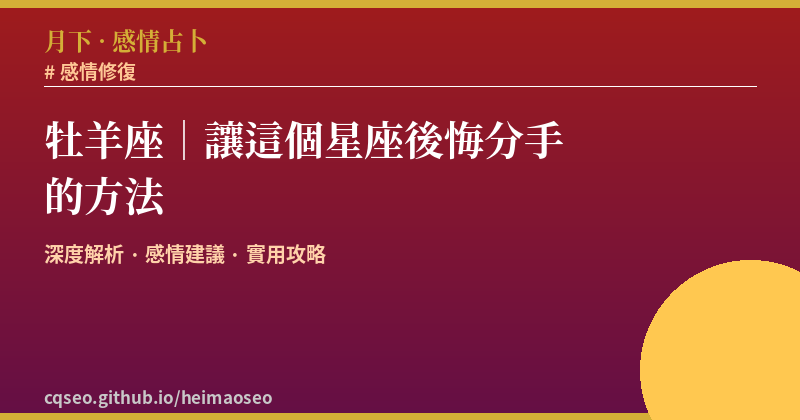 月下 · 感情占卜
# 感情修復
牡羊座｜讓這個星座後悔分手
的方法
深度解析 · 感情建議 · 實用攻略
cqseo.github.io/heimaoseo